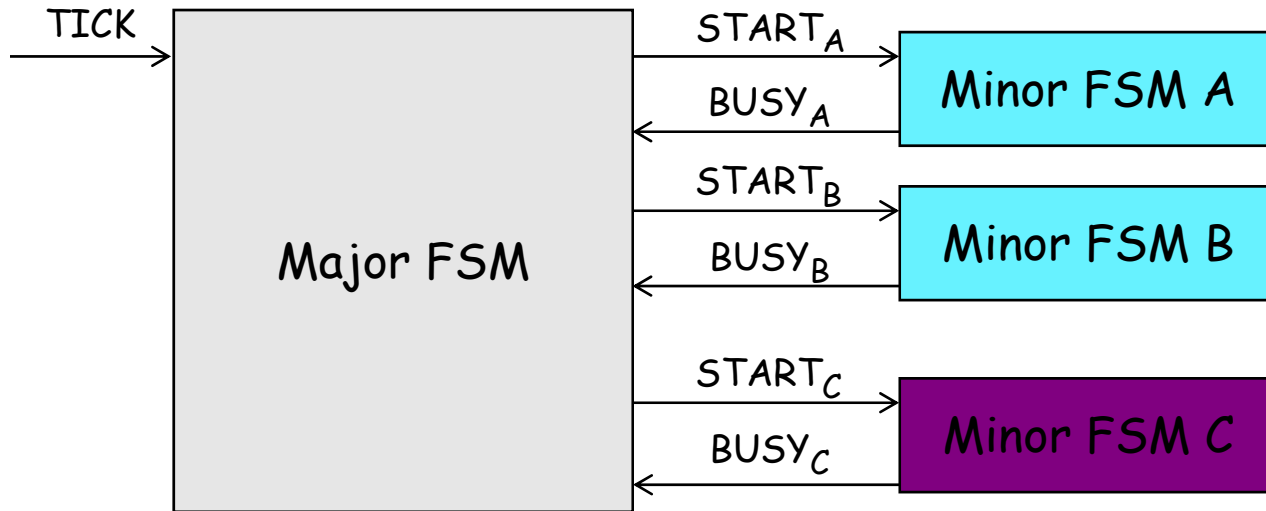 TICK
Major FSM
START_A
BUSY_A
START_B
BUSY_B
START_C
BUSY_C
Minor FSM A
Minor FSM B
Minor FSM C